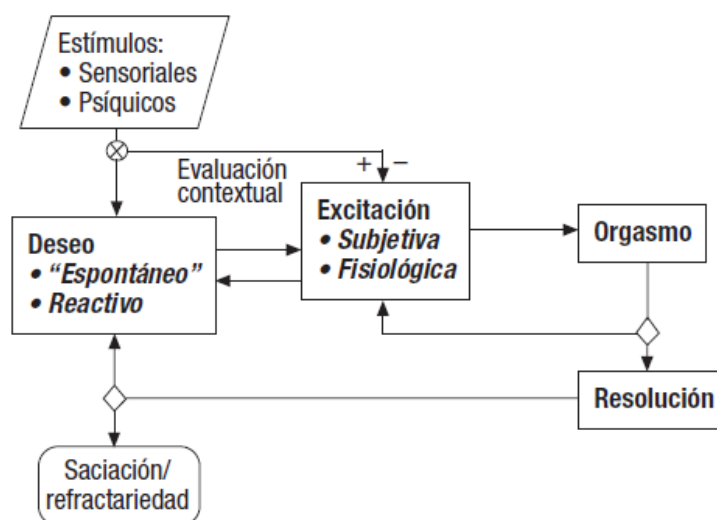 Estímulos:
• Sensoriales
• Psíquicos
Evaluación
contextual
+ −
Deseo
• “Espontáneo”
• Reactivo
Excitación
• Subjetiva
• Fisiológica
Orgasmo
Resolución
Saciación/
refractariedad